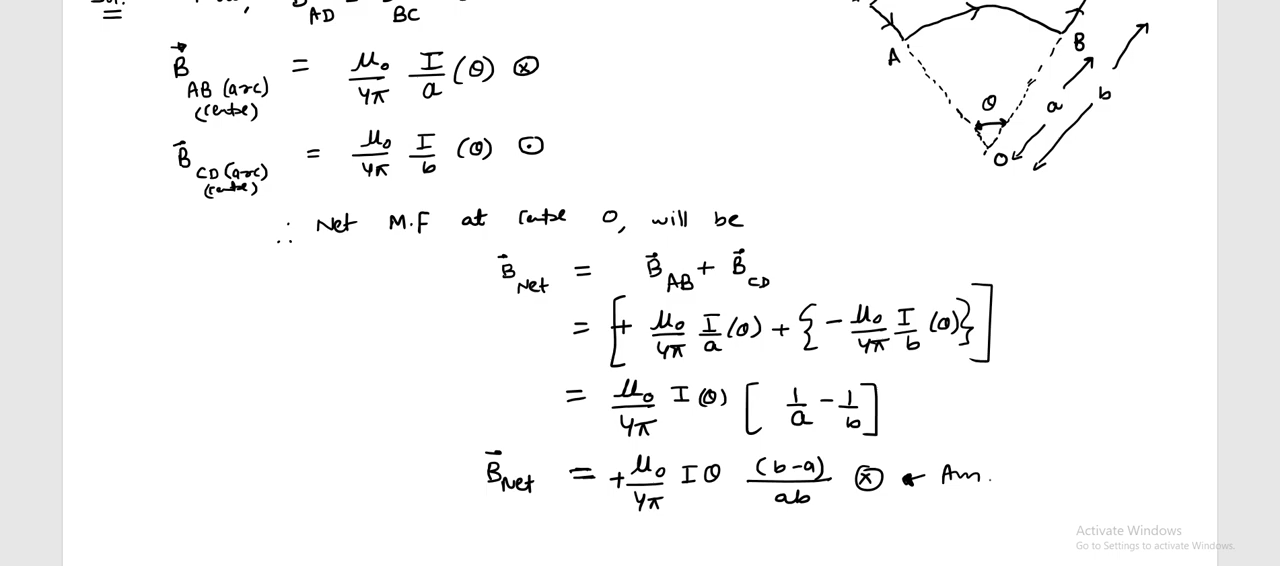 B⃗ AD BC
B⃗ AB (arc) (centre) = μ₀/4π I/a (θ) ⊗
B⃗ CD (arc) (centre) = μ₀/4π I/b (θ) ⊙
∴ Net M.F at centre O, will be
B⃗ Net = B⃗ AB + B⃗ CD
= [+ μ₀/4π I/a (θ) + {- μ₀/4π I/b (θ)}]
= μ₀/4π I (θ) [1/a - 1/b]
B⃗ Net = + μ₀/4π I θ (b-a)/ab ⊗ ← Ans.
A
B
θ
a
b
O
Activate Windows
Go to Settings to activate Windows.